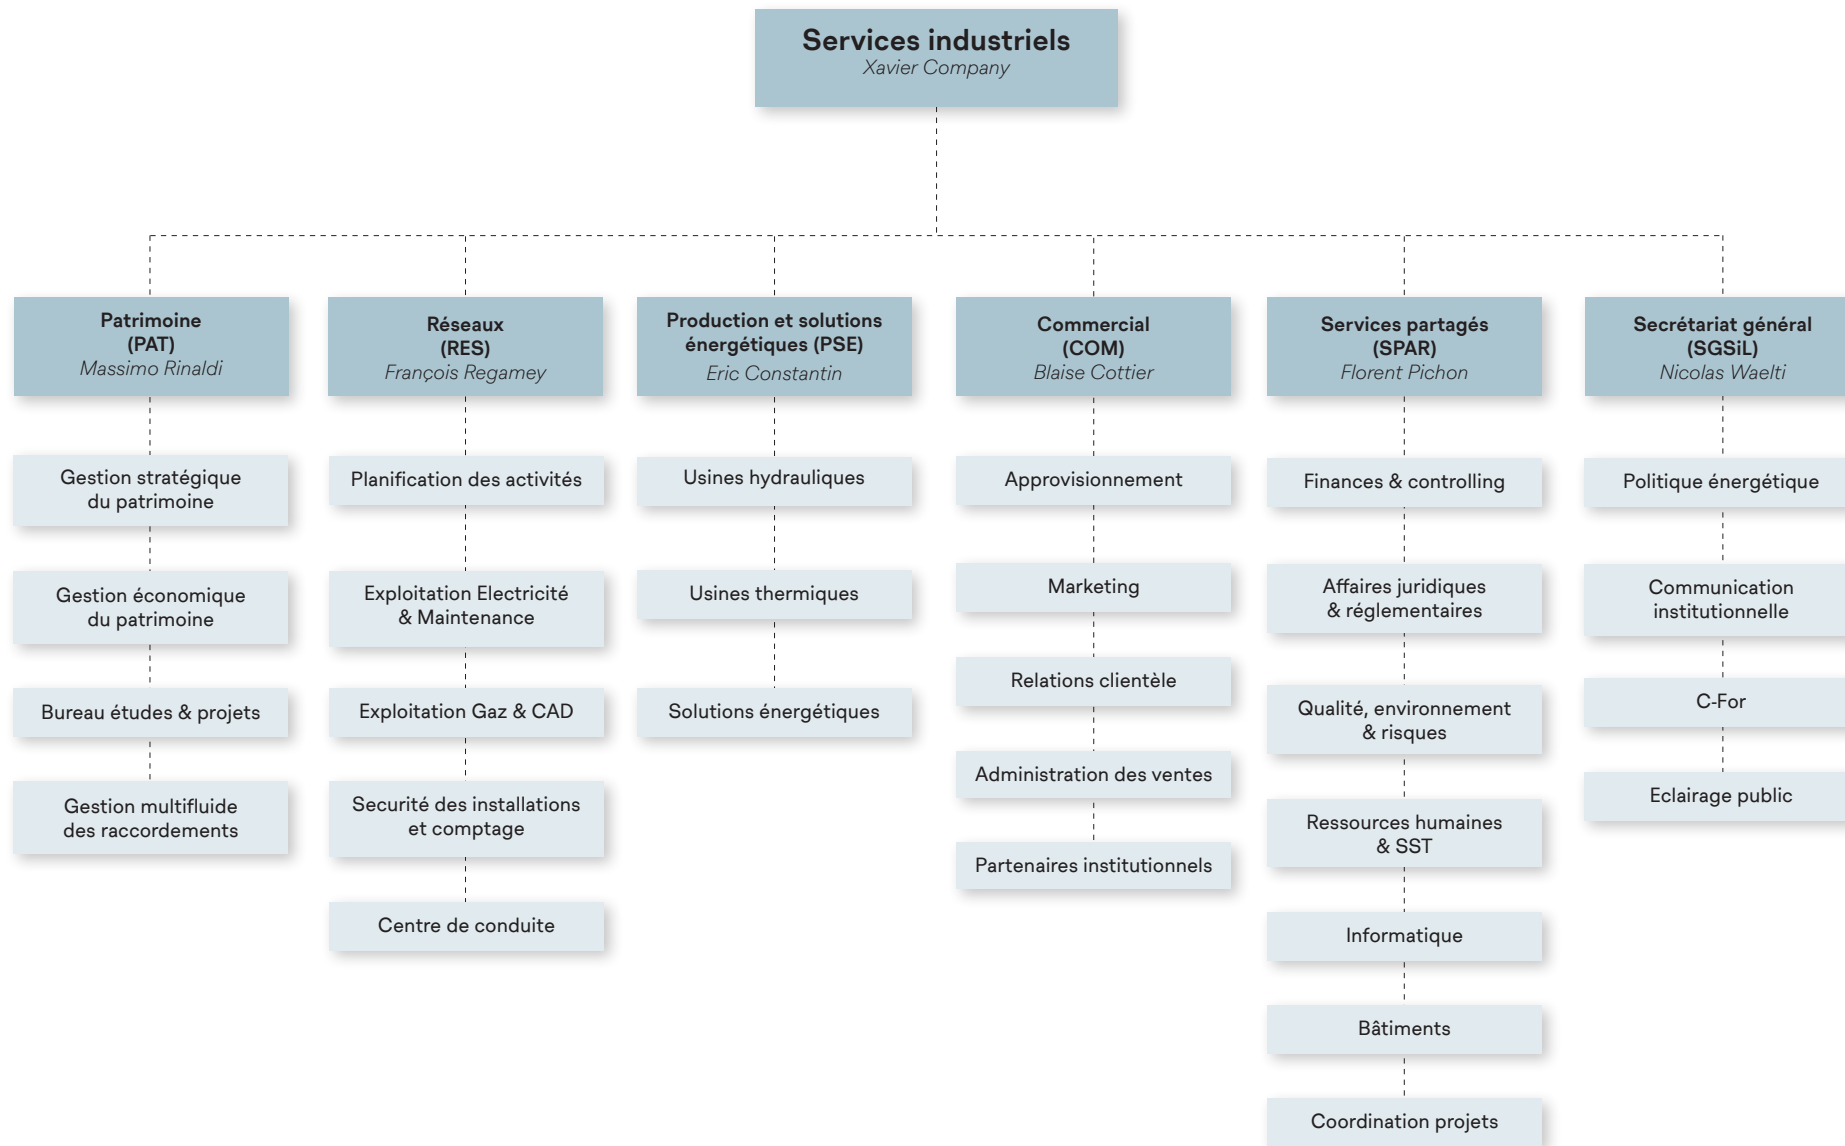 Services industriels
Xavier Company
Patrimoine
(PAT)
Massimo Rinaldi
Gestion stratégique
du patrimoine
Gestion économique
du patrimoine
Bureau études & projets
Gestion multifluide
des raccordements
Réseaux
(RES)
François Regamey
Planification des activités
Exploitation Electricité
& Maintenance
Exploitation Gaz & CAD
Securité des installations
et comptage
Centre de conduite
Production et solutions
énergétiques (PSE)
Eric Constantin
Usines hydrauliques
Usines thermiques
Solutions énergétiques
Commercial
(COM)
Blaise Cottier
Approvisionnement
Marketing
Relations clientèle
Administration des ventes
Partenaires institutionnels
Services partagés
(SPAR)
Florent Pichon
Finances & controlling
Affaires juridiques
& réglementaires
Qualité, environnement
& risques
Ressources humaines
& SST
Informatique
Bâtiments
Coordination projets
Secrétariat général
(SGSiL)
Nicolas Waelti
Politique énergétique
Communication
institutionnelle
C-For
Eclairage public